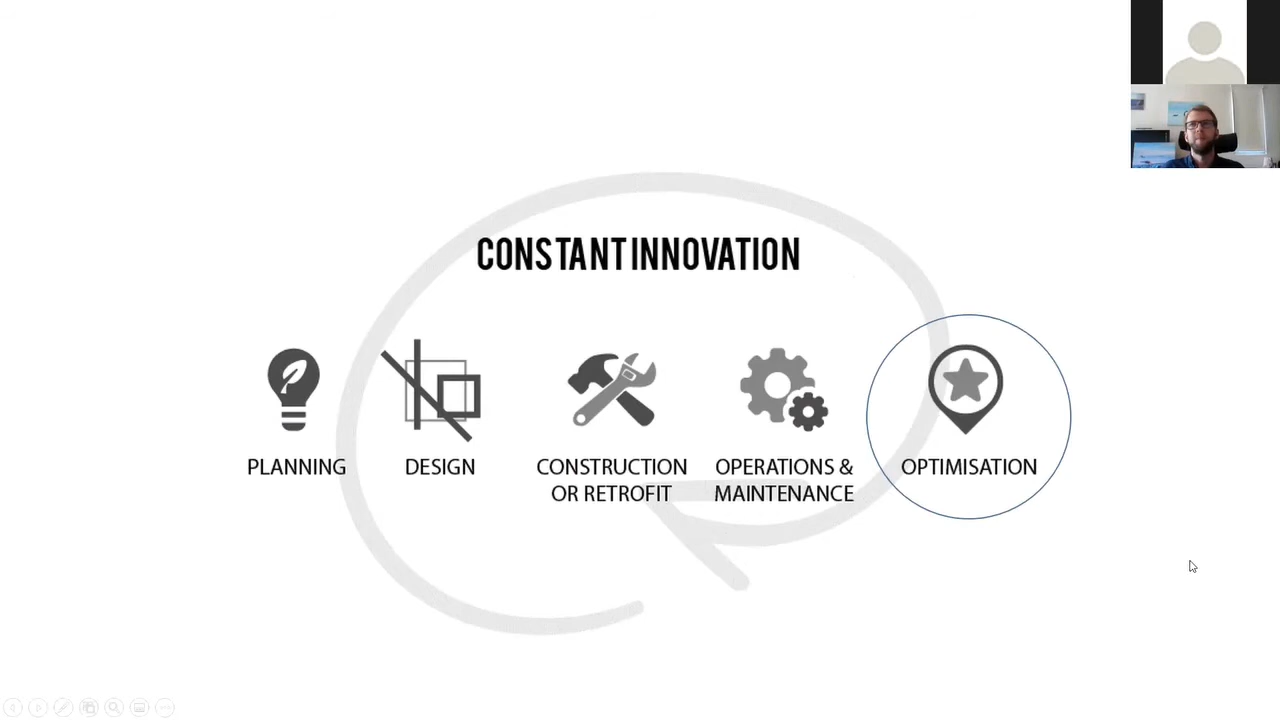 CONSTANT INNOVATION
PLANNING
DESIGN
CONSTRUCTION
OR RETROFIT
OPERATIONS &
MAINTENANCE
OPTIMISATION